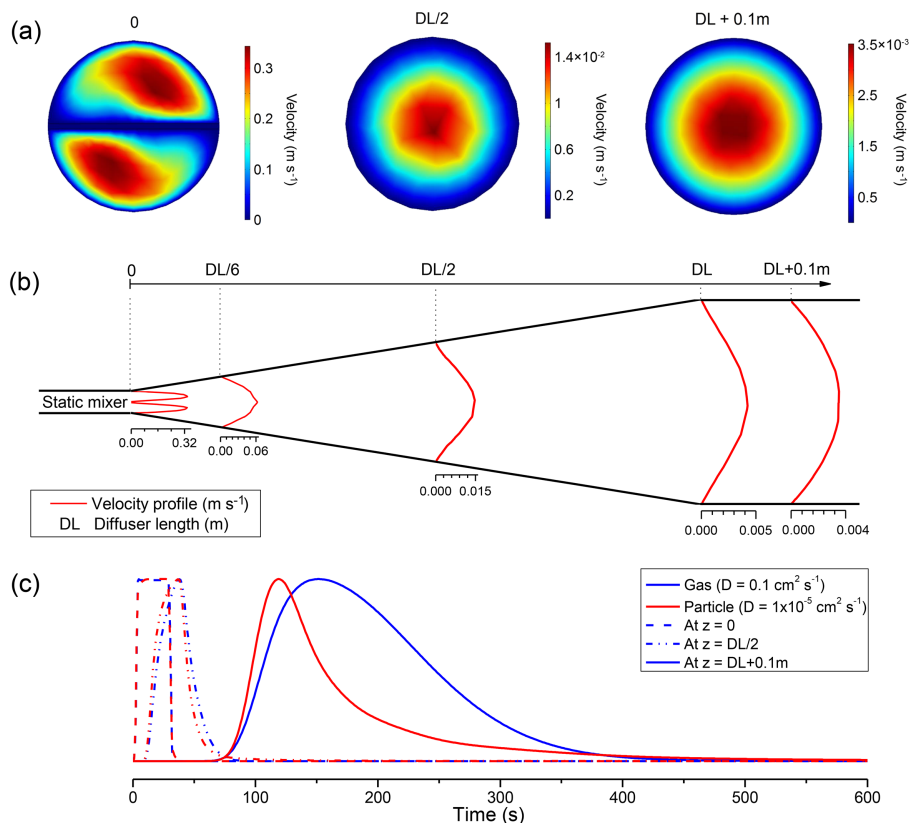 (a)
0
DL/2
DL + 0.1m
0.3
0.2
0.1
0
Velocity (m s⁻¹)
1.4×10⁻²
1
0.6
0.2
Velocity (m s⁻¹)
3.5×10⁻³
2.5
1.5
0.5
Velocity (m s⁻¹)
(b)
0 DL/6 DL/2 DL DL+0.1m
Static mixer
0.00 0.32
0.00 0.06
0.000 0.015
0.000 0.005
0.000 0.004
Velocity profile (m s⁻¹)
DL Diffuser length (m)
(c)
Gas (D = 0.1 cm² s⁻¹)
Particle (D = 1x10⁻⁵ cm² s⁻¹)
At z = 0
At z = DL/2
At z = DL+0.1m
0 100 200 300 400 500 600
Time (s)